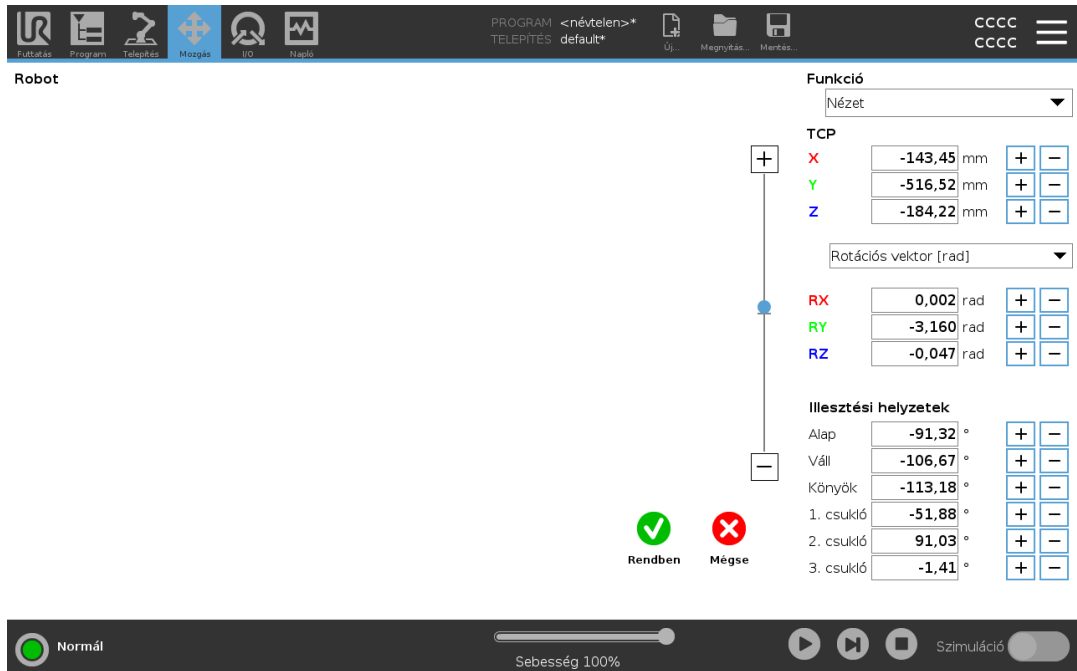 Futtatás Program Telepítés Mozgás I/O Napló
PROGRAM <névtelen>*
TELEPÍTÉS default*
Új... Megnyitás... Mentés...
CCCC
CCCC
Robot
Funkció
Nézet
TCP
X -143,45 mm + −
Y -516,52 mm + −
Z -184,22 mm + −
Rotációs vektor [rad]
RX 0,002 rad + −
RY -3,160 rad + −
RZ -0,047 rad + −
Illesztési helyzetek
Alap -91,32 ° + −
Váll -106,67 ° + −
Könyök -113,18 ° + −
1. csukló -51,88 ° + −
2. csukló 91,03 ° + −
3. csukló -1,41 ° + −
Rendben Mégse
Normál
Sebesség 100%
Szimuláció